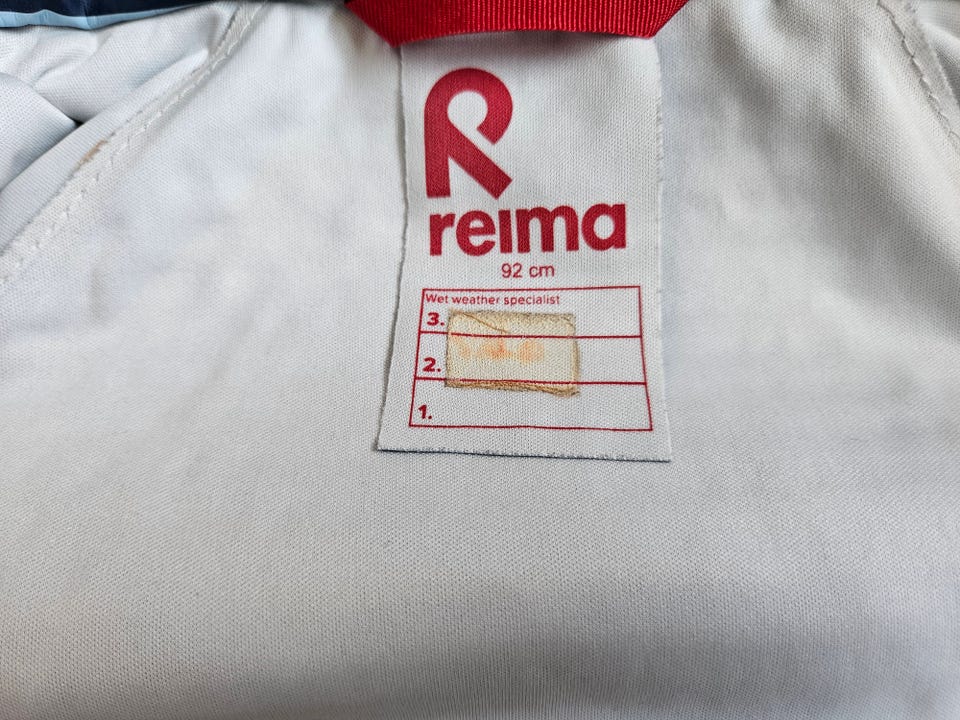 reima
92 cm
Wet weather specialist
3.
2.
1.